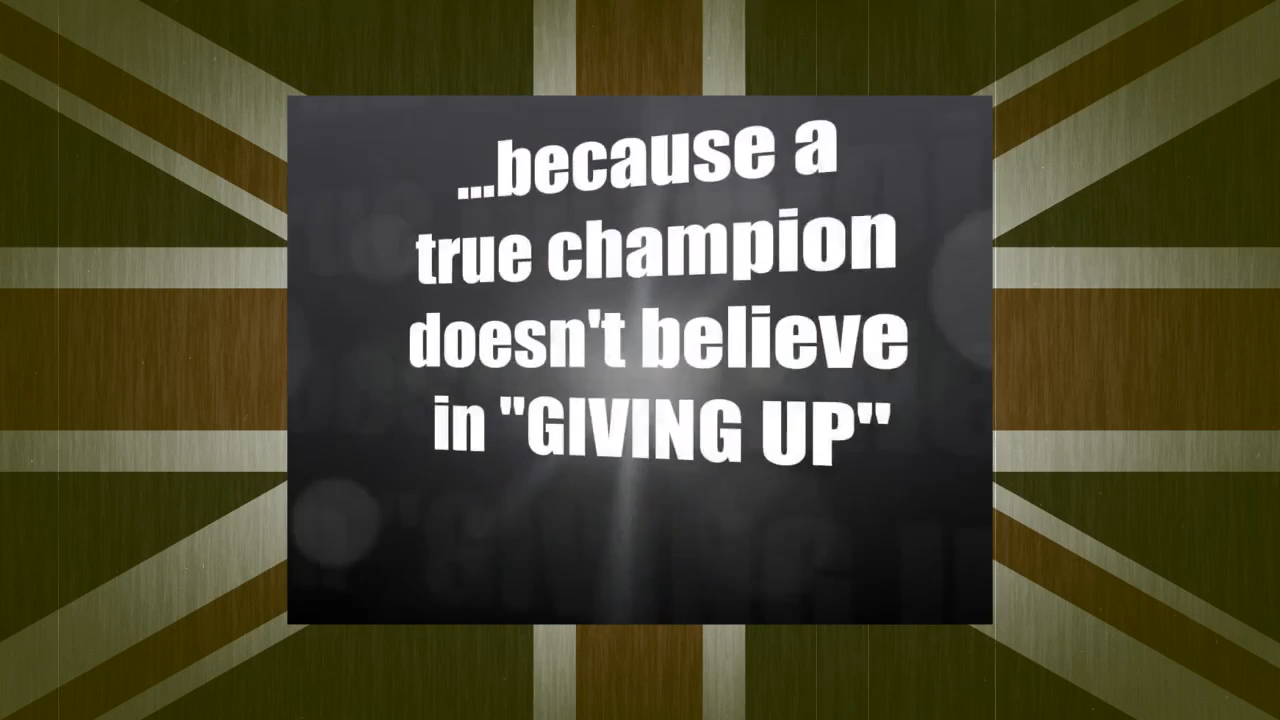 ...because a
true champion
doesn't believe
in "GIVING UP"